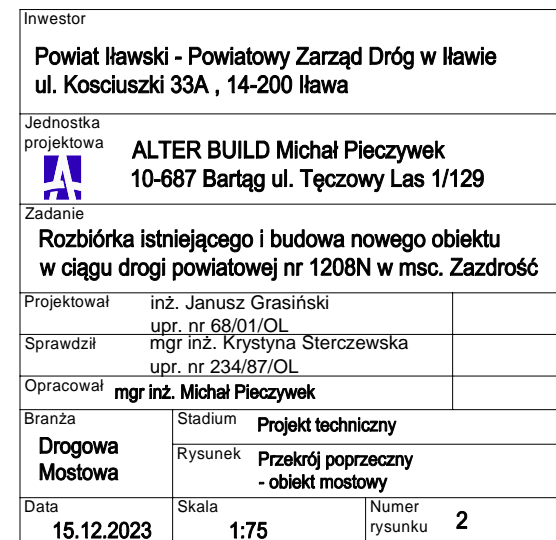 Inwestor
Powiat Iławski - Powiatowy Zarząd Dróg w Iławie
ul. Kosciuszki 33A , 14-200 Iława
Jednostka
projektowa
ALTER BUILD Michał Pieczywek
10-687 Bartąg ul. Tęczowy Las 1/129
Zadanie
Rozbiórka istniejącego i budowa nowego obiektu
w ciągu drogi powiatowej nr 1208N w msc. Zazdrość
Projektował inż. Janusz Grasiński
upr. nr 68/01/OL
Sprawdził mgr inż. Krystyna Sterczewska
upr. nr 234/87/OL
Opracował mgr inż. Michał Pieczywek
Branża
Drogowa
Mostowa
Stadium Projekt techniczny
Rysunek Przekrój poprzeczny
- obiekt mostowy
Data
15.12.2023
Skala
1:75
Numer
rysunku 2